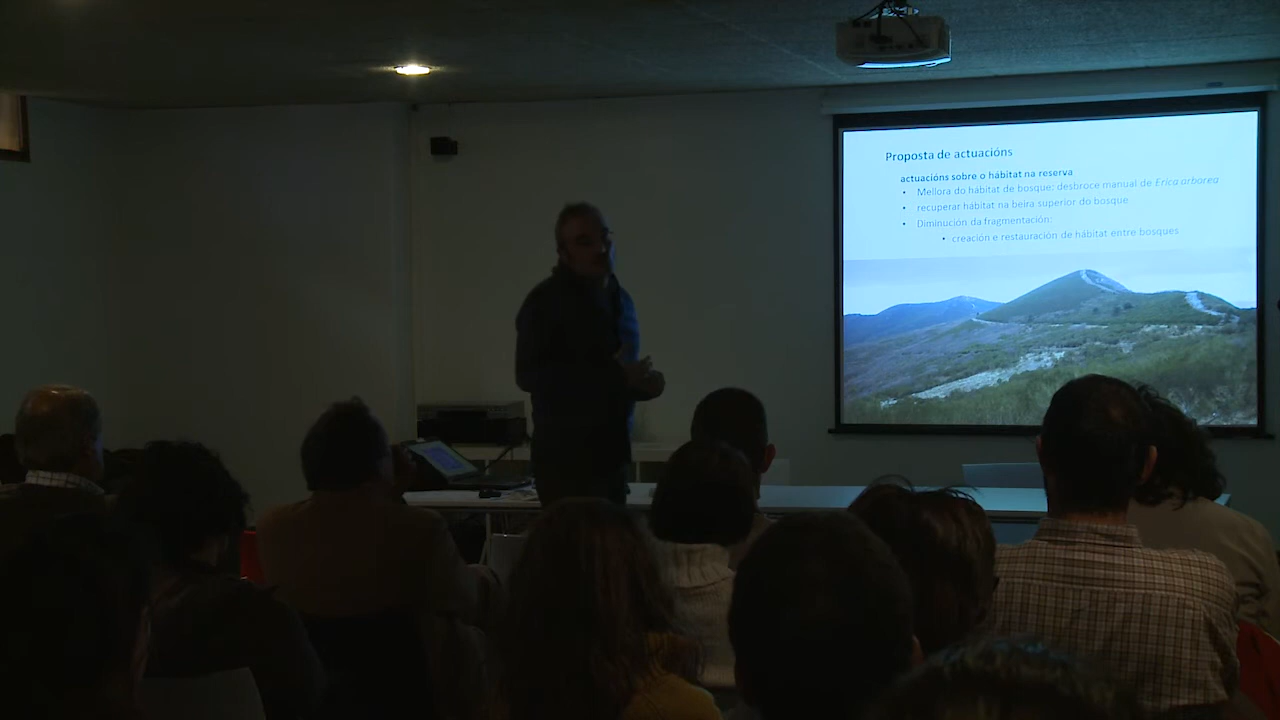 Proposta de actuacións
actuacións sobre o hábitat na reserva
• Mellora do hábitat de bosque: desbroce manual de Erica arborea
• recuperar hábitat na beira superior do bosque
• Diminución da fragmentación:
• creación e restauración de hábitat entre bosques